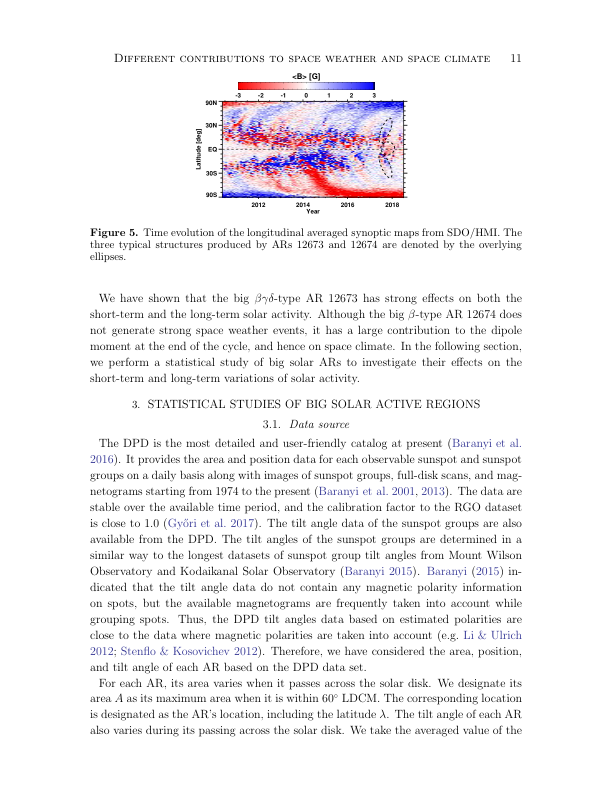 DIFFERENT CONTRIBUTIONS TO SPACE WEATHER AND SPACE CLIMATE 11
<B> [G]
-3 -2 -1 0 1 2 3
90N
30N
EQ
30S
90S
Latitude [deg]
2012 2014 2016 2018
Year
Figure 5. Time evolution of the longitudinal averaged synoptic maps from SDO/HMI. The
three typical structures produced by ARs 12673 and 12674 are denoted by the overlying
ellipses.
We have shown that the big βγδ-type AR 12673 has strong effects on both the
short-term and the long-term solar activity. Although the big β-type AR 12674 does
not generate strong space weather events, it has a large contribution to the dipole
moment at the end of the cycle, and hence on space climate. In the following section,
we perform a statistical study of big solar ARs to investigate their effects on the
short-term and long-term variations of solar activity.
3. STATISTICAL STUDIES OF BIG SOLAR ACTIVE REGIONS
3.1. Data source
The DPD is the most detailed and user-friendly catalog at present (Baranyi et al.
2016). It provides the area and position data for each observable sunspot and sunspot
groups on a daily basis along with images of sunspot groups, full-disk scans, and mag-
netograms starting from 1974 to the present (Baranyi et al. 2001, 2013). The data are
stable over the available time period, and the calibration factor to the RGO dataset
is close to 1.0 (Győri et al. 2017). The tilt angle data of the sunspot groups are also
available from the DPD. The tilt angles of the sunspot groups are determined in a
similar way to the longest datasets of sunspot group tilt angles from Mount Wilson
Observatory and Kodaikanal Solar Observatory (Baranyi 2015). Baranyi (2015) in-
dicated that the tilt angle data do not contain any magnetic polarity information
on spots, but the available magnetograms are frequently taken into account while
grouping spots. Thus, the DPD tilt angles data based on estimated polarities are
close to the data where magnetic polarities are taken into account (e.g. Li & Ulrich
2012; Stenflo & Kosovichev 2012). Therefore, we have considered the area, position,
and tilt angle of each AR based on the DPD data set.
For each AR, its area varies when it passes across the solar disk. We designate its
area A as its maximum area when it is within 60° LDCM. The corresponding location
is designated as the AR's location, including the latitude λ. The tilt angle of each AR
also varies during its passing across the solar disk. We take the averaged value of the